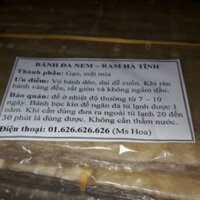 BÁNH ĐA NEM – RAM HÀ TĨNH
Thành phần: Gạo, mật mía
Ưu điểm: Vỏ bánh dẻo, dai dễ cuốn. Khi rán
bánh vàng đều, rất giòn và không ngấm dầu.
Bảo quản: để ở nhiệt độ thường từ 7 – 10
ngày. Bánh bọc kín để ngăn đá tủ lạnh được 1
năm. Khi cần dùng đưa ra ngoài tủ lạnh 20 đến
30 phút là dùng được. Không cần thấm nước.
Điện thoại: 01.626.626.626 (Ms Hoa)